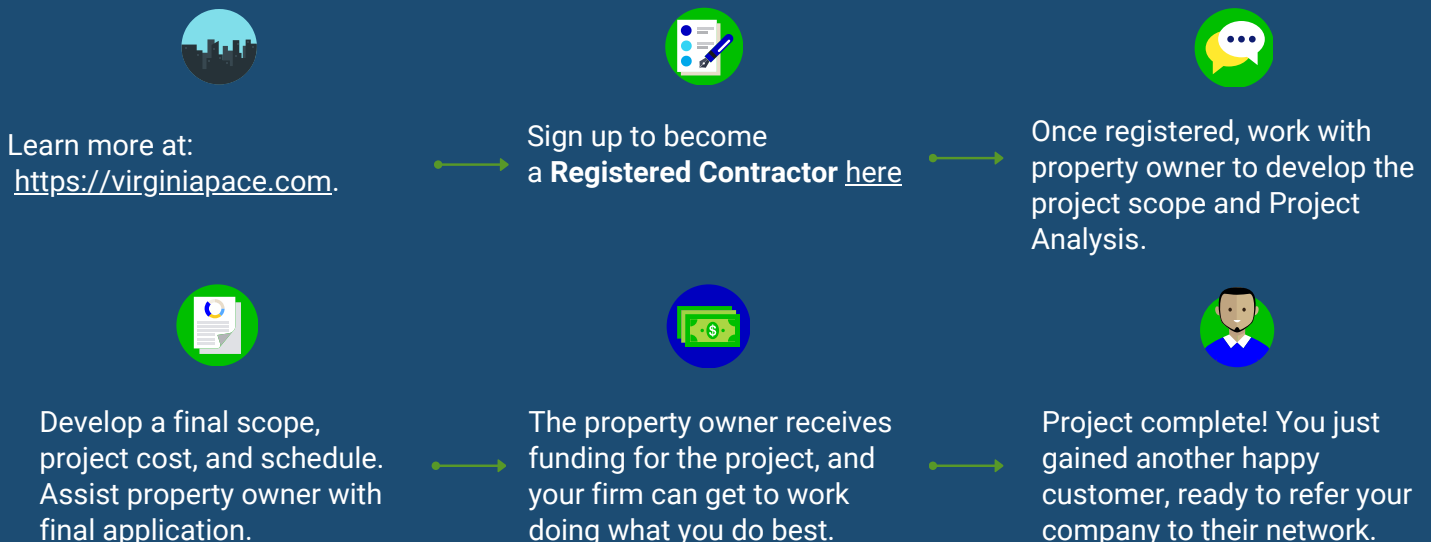 Learn more at:
https://virginiapace.com.
Sign up to become
a Registered Contractor here
Once registered, work with
property owner to develop the
project scope and Project
Analysis.
Develop a final scope,
project cost, and schedule.
Assist property owner with
final application.
The property owner receives
funding for the project, and
your firm can get to work
doing what you do best.
Project complete! You just
gained another happy
customer, ready to refer your
company to their network.